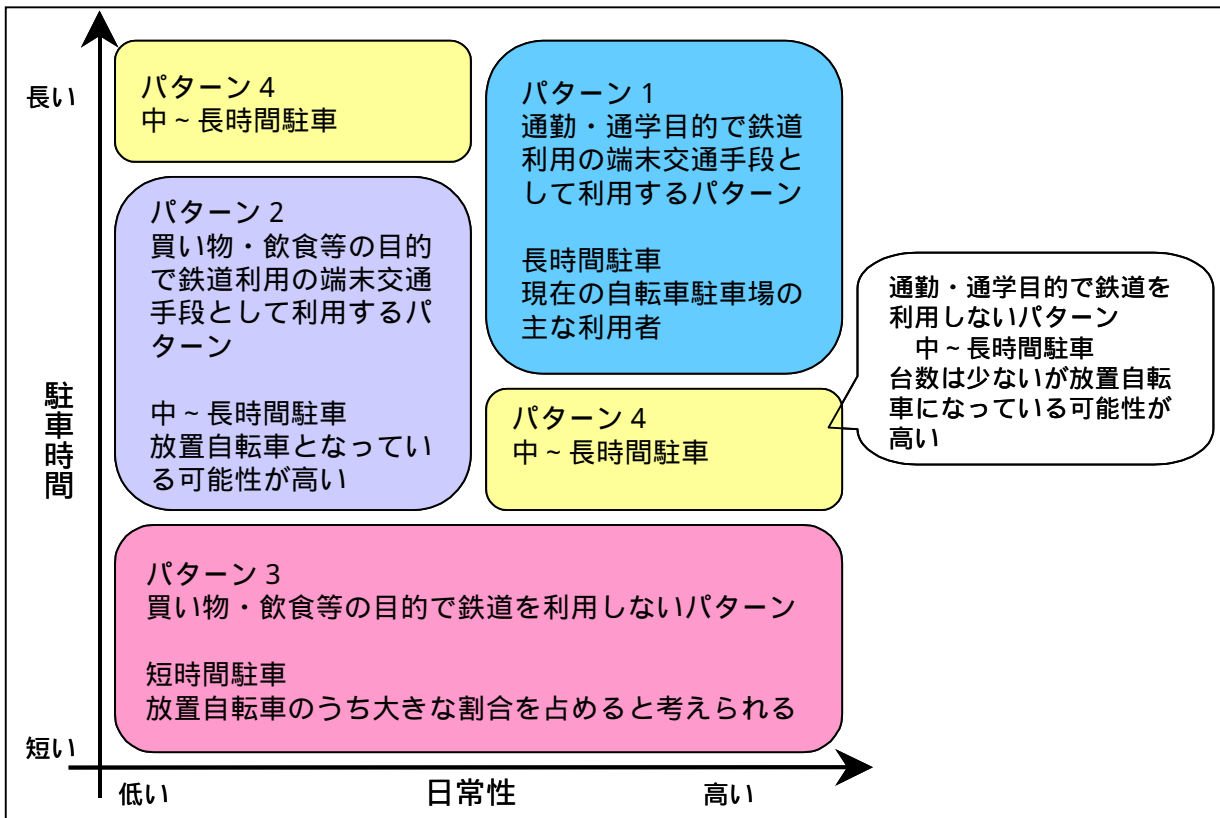 長い
パターン４
中～長時間駐車
パターン１
通勤・通学目的で鉄道
利用の端末交通手段と
して利用するパターン
長時間駐車
現在の自転車駐車場の
主な利用者
パターン２
買い物・飲食等の目的
で鉄道利用の端末交通
手段として利用するパ
ターン
中～長時間駐車
放置自転車となってい
る可能性が高い
通勤・通学目的で鉄道を
利用しないパターン
中～長時間駐車
台数は少ないが放置自転
車になっている可能性が
高い
パターン４
中～長時間駐車
駐車時間
パターン３
買い物・飲食等の目的で鉄道を利用しないパターン
短時間駐車
放置自転車のうち大きな割合を占めると考えられる
短い
低い
日常性
高い